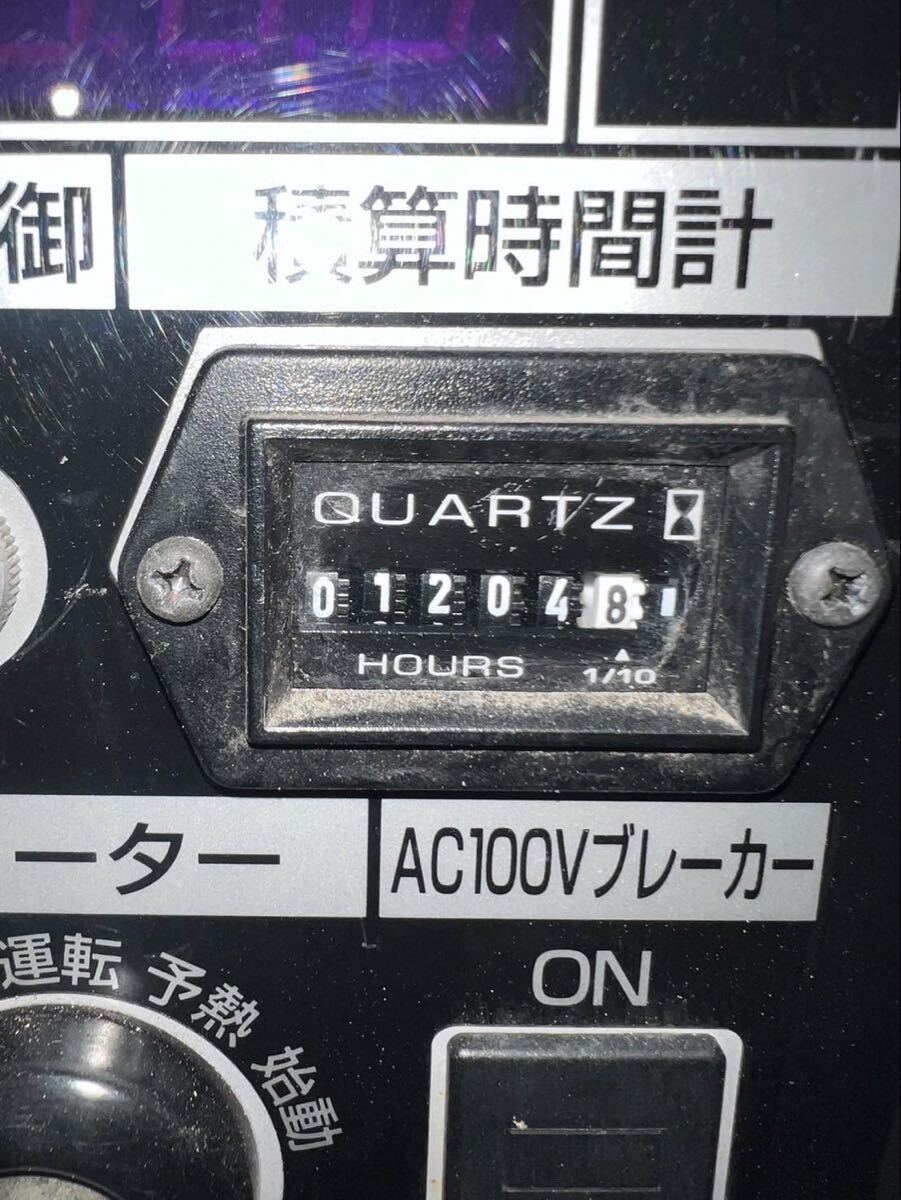 御
積算時間計
QUARTZ
012048
HOURS
1/10
ーター
AC100Vブレーカー
運転 予熱 始動
ON